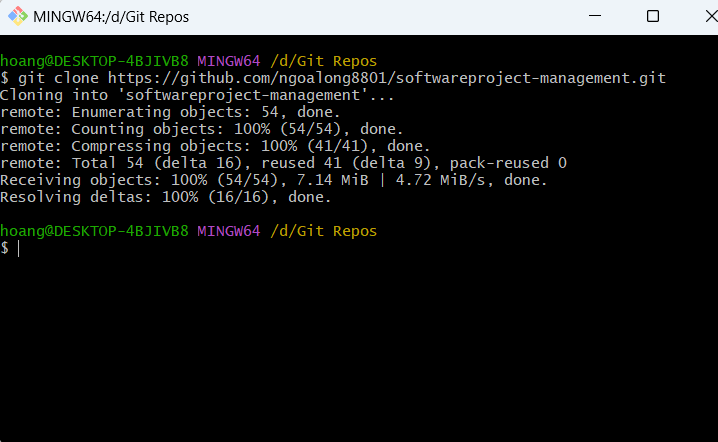 MINGW64:/d/Git Repos
hoang@DESKTOP-4BJIVB8 MINGW64 /d/Git Repos
$ git clone https://github.com/ngoalong8801/softwareproject-management.git
Cloning into 'softwareproject-management'...
remote: Enumerating objects: 54, done.
remote: Counting objects: 100% (54/54), done.
remote: Compressing objects: 100% (41/41), done.
remote: Total 54 (delta 16), reused 41 (delta 9), pack-reused 0
Receiving objects: 100% (54/54), 7.14 MiB | 4.72 MiB/s, done.
Resolving deltas: 100% (16/16), done.
hoang@DESKTOP-4BJIVB8 MINGW64 /d/Git Repos
$